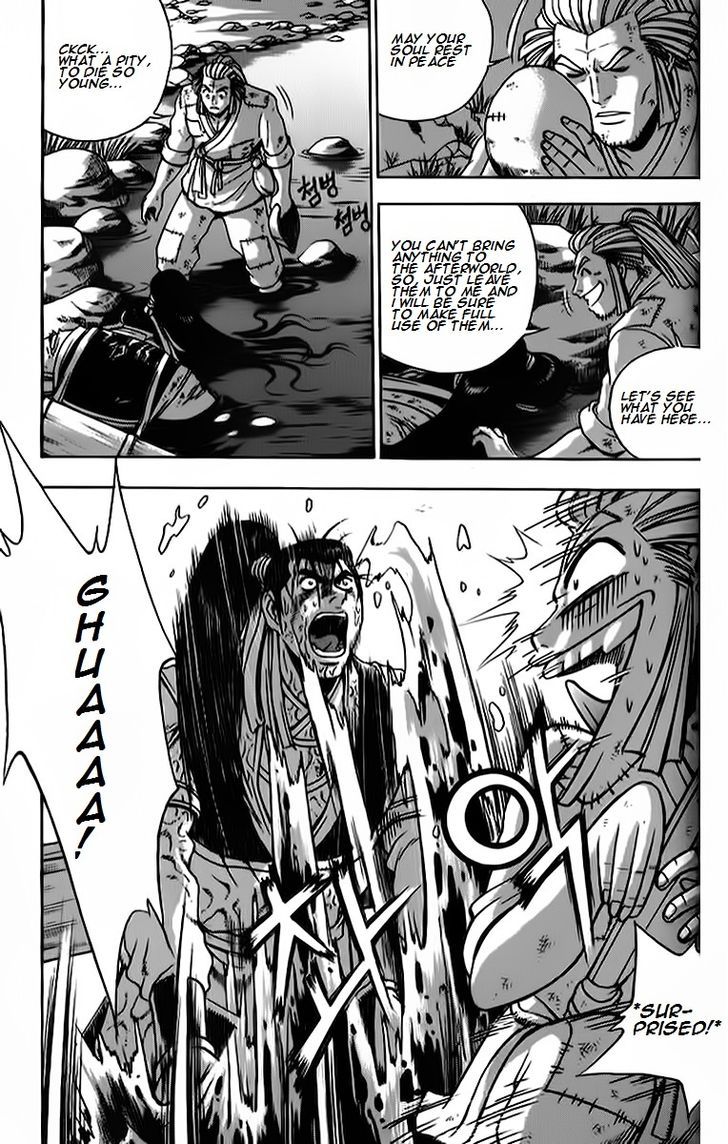 CKCK...
WHAT A PITY,
TO DIE SO
YOUNG...
첨벙
첨벙
MAY YOUR
SOUL REST
IN PEACE
YOU CAN'T BRING
ANYTHING TO
THE AFTERWORLD,
SO, JUST LEAVE
THEM TO ME AND
I WILL BE SURE
TO MAKE FULL
USE OF THEM...
LET'S SEE
WHAT YOU
HAVE HERE...
GHUAAAA!
*SUR-
PRISED!*